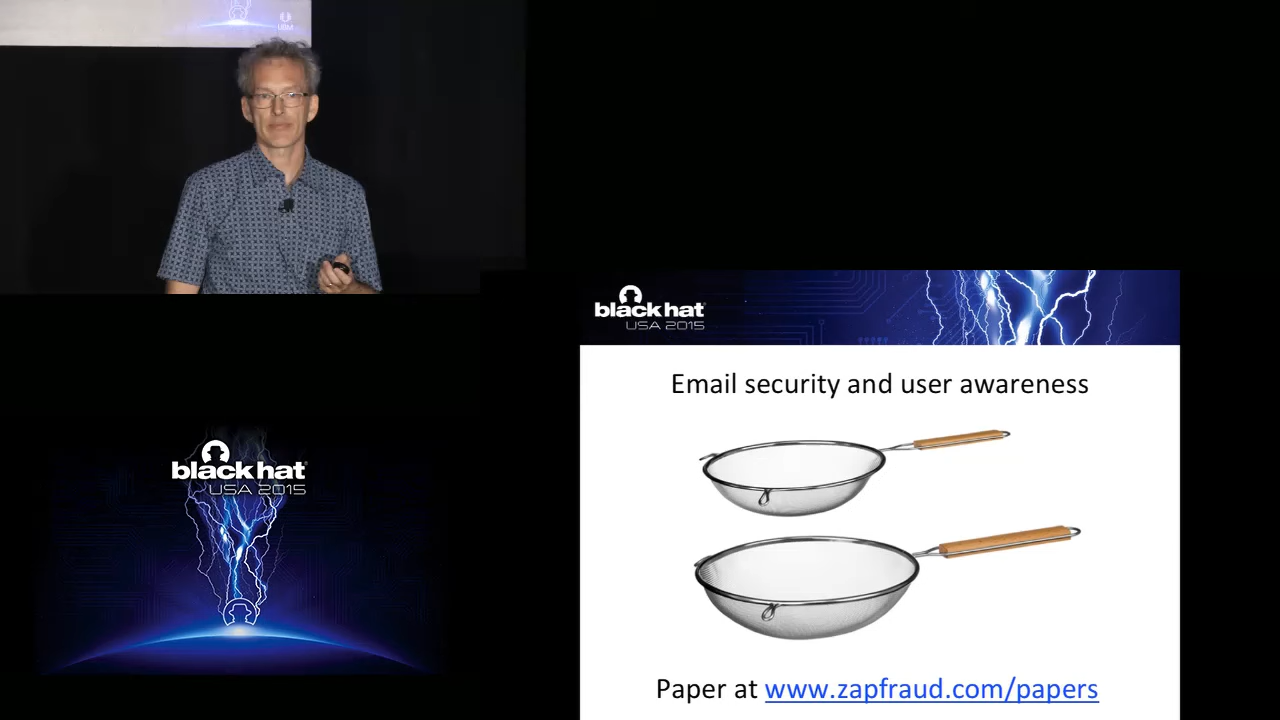 black hat
USA 2015
Email security and user awareness
Paper at www.zapfraud.com/papers
black hat
USA 2015